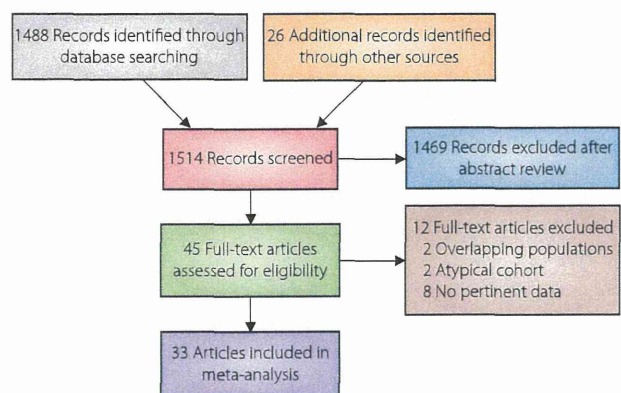 1488 Records identified through
database searching
26 Additional records identified
through other sources
1514 Records screened
1469 Records excluded after
abstract review
45 Full-text articles
assessed for eligibility
12 Full-text articles excluded
2 Overlapping populations
2 Atypical cohort
8 No pertinent data
33 Articles included in
meta-analysis